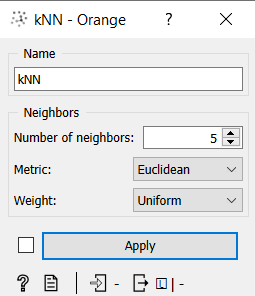 kNN - Orange ? ×
Name
kNN
Neighbors
Number of neighbors: 5
Metric: Euclidean
Weight: Uniform
Apply
? - | -